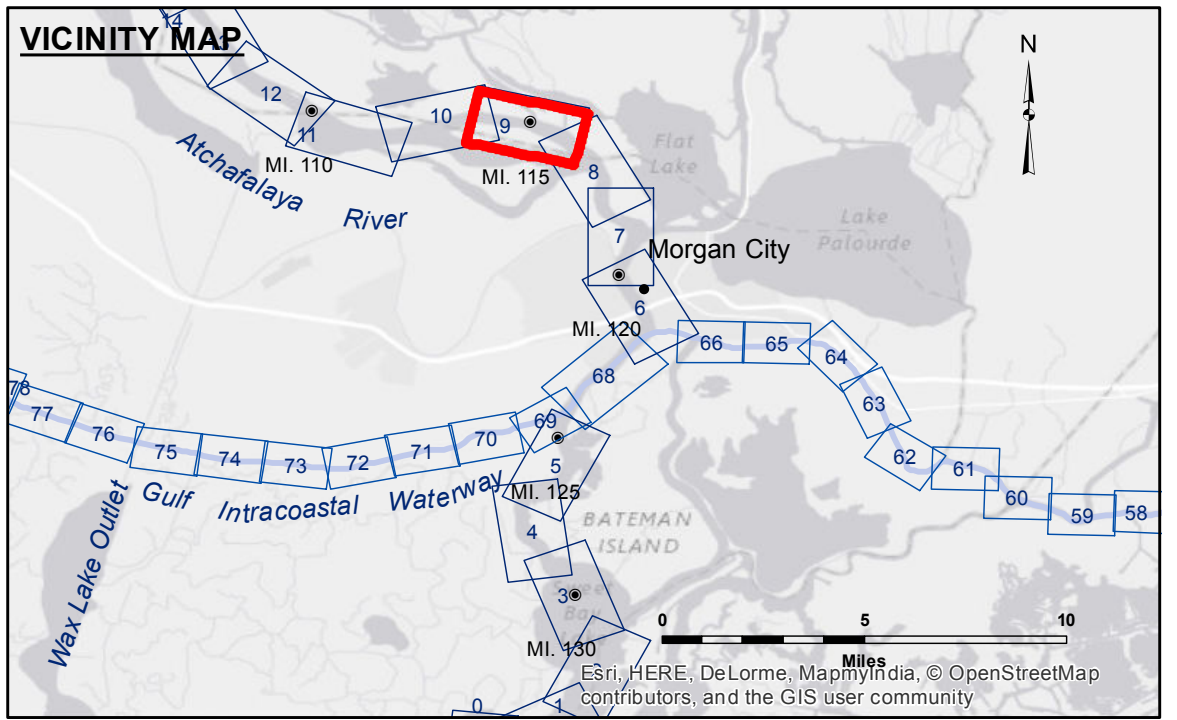 VICINITY MAP
N
14
13
12
11
10
9
8
MI. 110
MI. 115
Atchafalaya River
Flat
Lake
Lake
Palourde
7
Morgan City
6
MI. 120
66
65
64
63
62
61
60
59
58
68
69
70
71
72
73
74
75
76
77
78
Gulf Intracoastal Waterway
Wax Lake Outlet
5
MI. 125
4
BATEMAN
ISLAND
Sweet
Bay
3
MI. 130
2
1
0
0 5 10
Miles
Esri, HERE, DeLorme, MapmyIndia, © OpenStreetMap
contributors, and the GIS user community